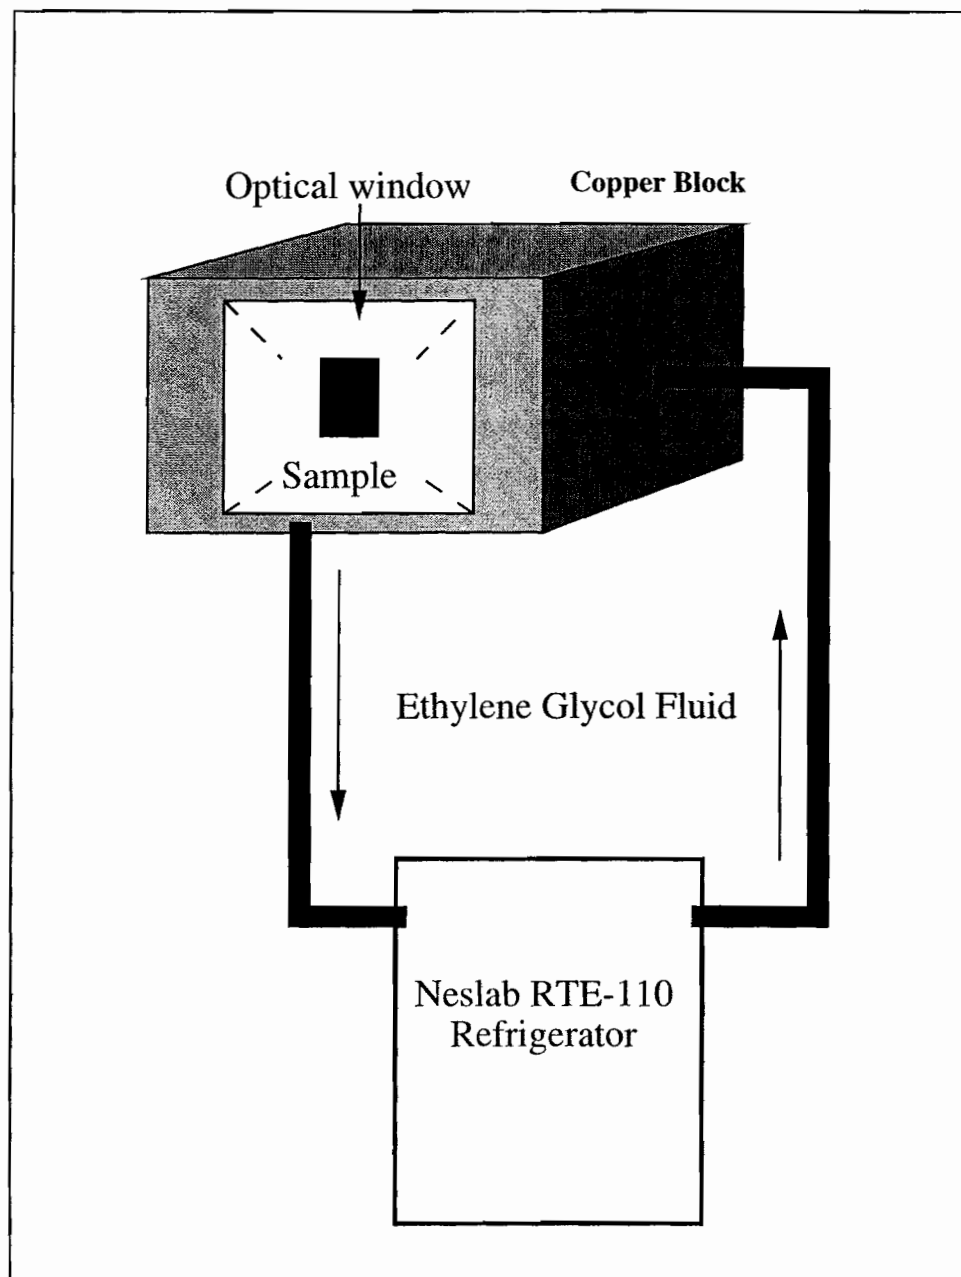 Optical window
Copper Block
Sample
Ethylene Glycol Fluid
Neslab RTE-110
Refrigerator